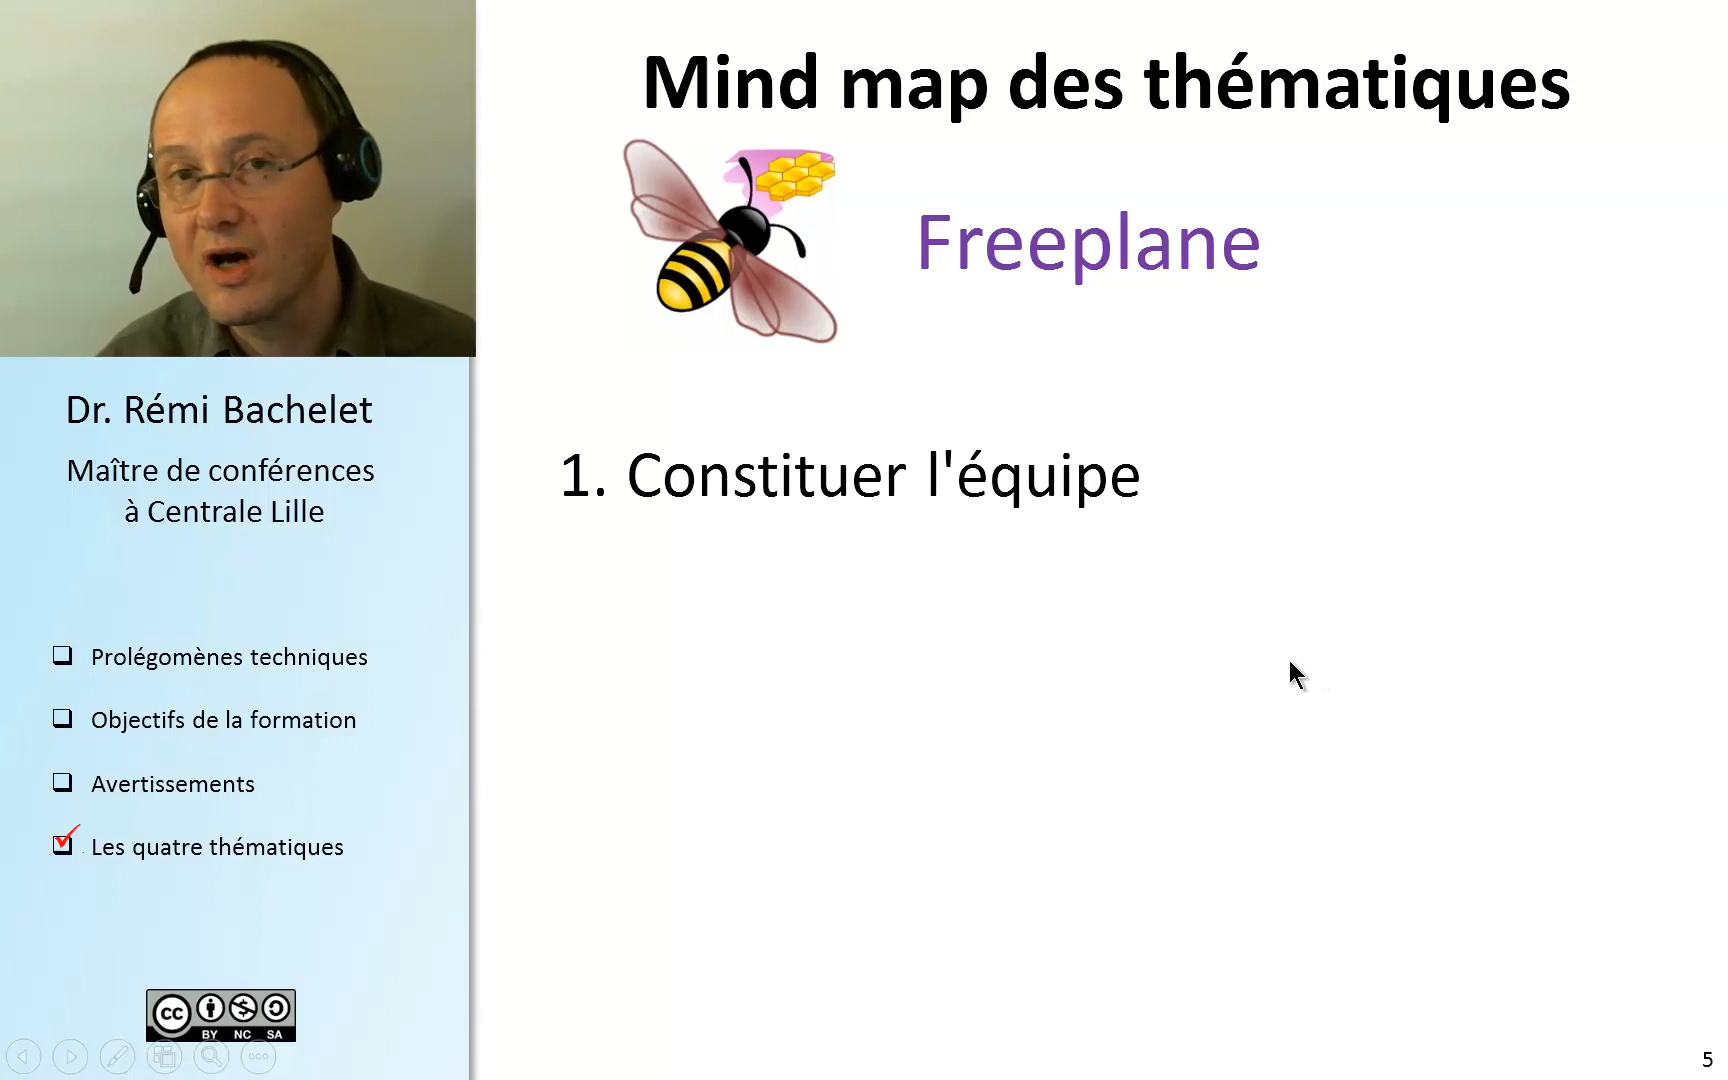 Mind map des thématiques
Freeplane
1. Constituer l'équipe
Dr. Rémi Bachelet
Maître de conférences
à Centrale Lille
Prolégomènes techniques
Objectifs de la formation
Avertissements
Les quatre thématiques
cc
BY NC SA
5